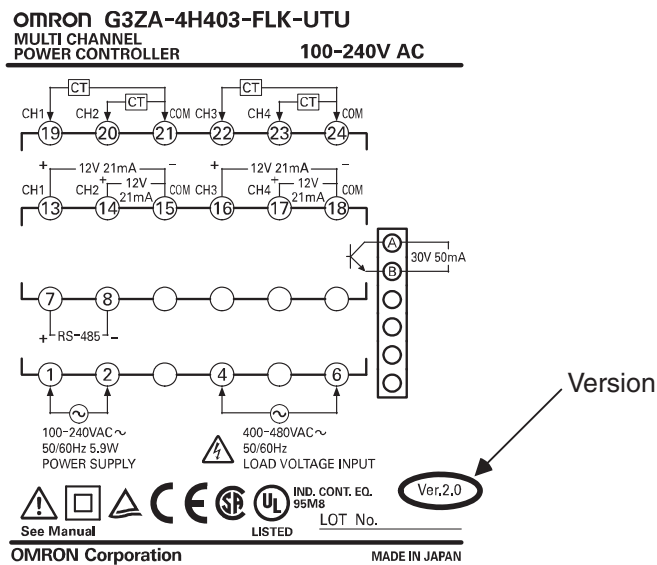 OMRON G3ZA-4H403-FLK-UTU
MULTI CHANNEL
POWER CONTROLLER 100-240V AC
CT CT
CT CT
CH1 CH2 COM CH3 CH4 COM
19 20 21 22 23 24
+ 12V 21mA - + 12V 21mA -
+ 12V + 12V
CH1 CH2 21mA COM CH3 CH4 21mA COM
13 14 15 16 17 18
A
30V 50mA
B
7 8
+ RS-485 -
1 2 4 6
Version
100-240VAC~ 400-480VAC~
50/60Hz 5.9W 50/60Hz
POWER SUPPLY LOAD VOLTAGE INPUT
Ver.2.0
IND. CONT. EQ.
CE SA UL 95M8
LOT No.
See Manual LISTED
OMRON Corporation MADE IN JAPAN